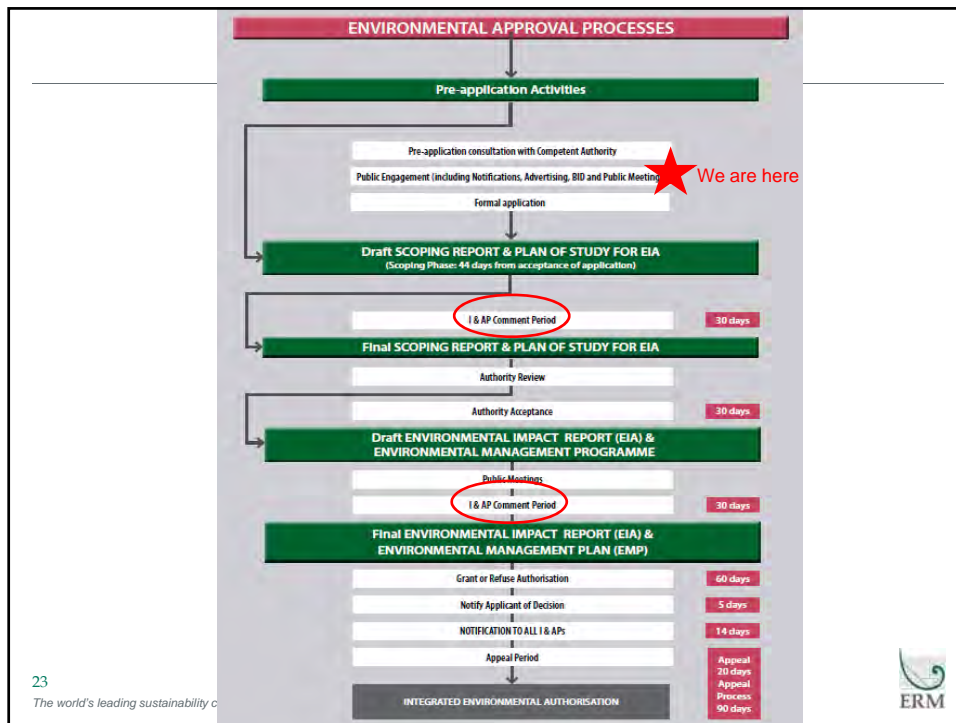 ENVIRONMENTAL APPROVAL PROCESSES
Pre-application Activities
Pre-application consultation with Competent Authority
Public Engagement (including Notifications, Advertising, BID and Public Meeting
We are here
Formal application
Draft SCOPING REPORT & PLAN OF STUDY FOR EIA
(Scoping Phase: 44 days from acceptance of application)
I & AP Comment Period
30 days
Final SCOPING REPORT & PLAN OF STUDY FOR EIA
Authority Review
Authority Acceptance
30 days
Draft ENVIRONMENTAL IMPACT REPORT (EIA) &
ENVIRONMENTAL MANAGEMENT PROGRAMME
Public Meetings
I & AP Comment Period
30 days
Final ENVIRONMENTAL IMPACT REPORT (EIA) &
ENVIRONMENTAL MANAGEMENT PLAN (EMP)
Grant or Refuse Authorisation
60 days
Notify Applicant of Decision
5 days
NOTIFICATION TO ALL I & APs
14 days
Appeal Period
Appeal
20 days
Appeal
Process
90 days
INTEGRATED ENVIRONMENTAL AUTHORISATION
23
The world's leading sustainability c
ERM